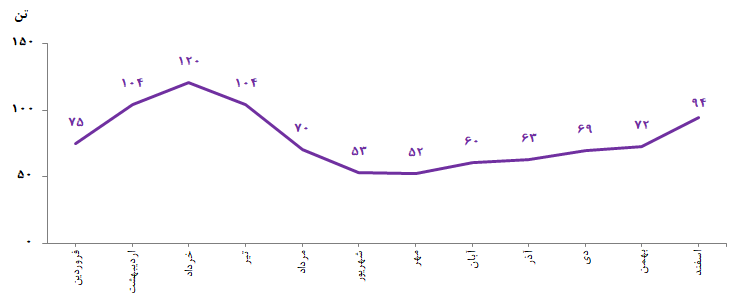 ۱۵۰
۱۰۰
۵۰
۰
۷۵
۱۰۴
۱۲۰
۱۰۴
۷۰
۵۳
۵۲
۶۰
۶۳
۶۹
۷۲
۹۴
فروردین
اردیبهشت
خرداد
تیر
مرداد
شهریور
مهر
آبان
آذر
دی
بهمن
اسفند